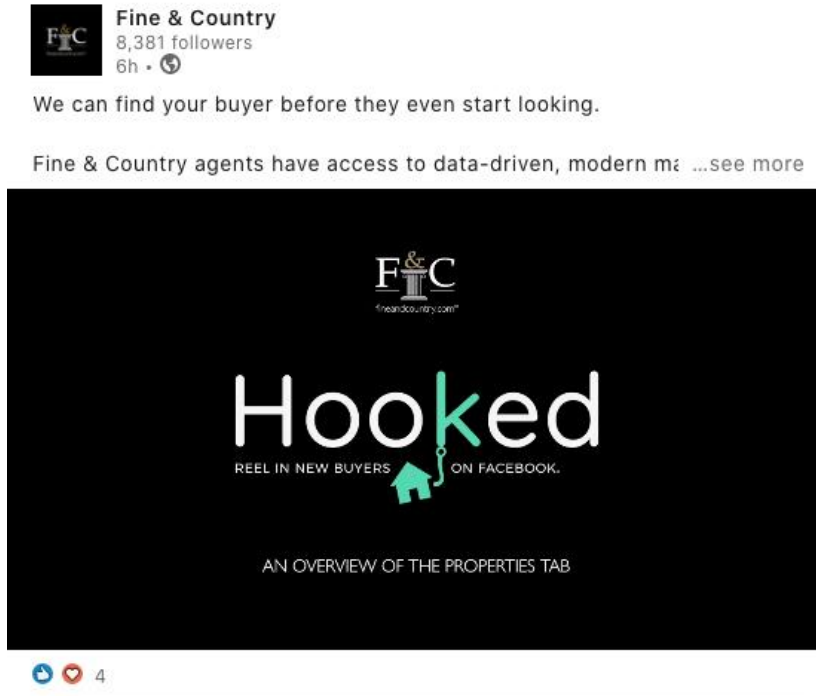 F&C
Fine & Country
8,381 followers
6h •
We can find your buyer before they even start looking.
Fine & Country agents have access to data-driven, modern ma ...see more
F&C
fineandcountry.com™
Hooked
REEL IN NEW BUYERS ON FACEBOOK.
AN OVERVIEW OF THE PROPERTIES TAB
4